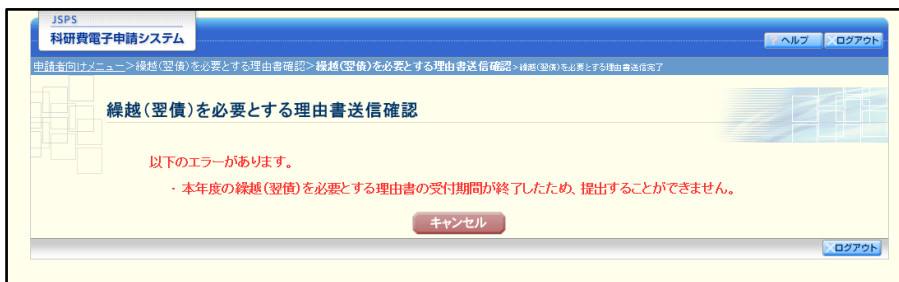 JSPS
科研費電子申請システム
ヘルプ
ログアウト
申請者向けメニュー>繰越(翌債)を必要とする理由書確認>繰越(翌債)を必要とする理由書送信確認>繰越(翌債)を必要とする理由書送信完了
繰越(翌債)を必要とする理由書送信確認
以下のエラーがあります。
・本年度の繰越(翌債)を必要とする理由書の受付期間が終了したため、提出することができません。
キャンセル
ログアウト